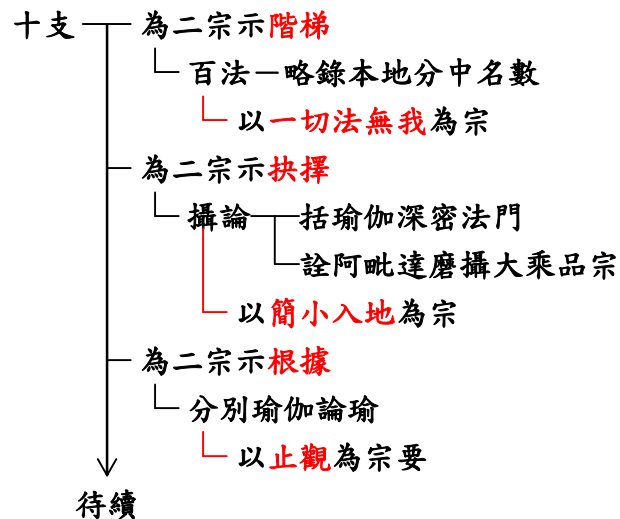 十支 為二宗示階梯
百法－略錄本地分中名數
以一切法無我為宗
為二宗示抉擇
攝論 括瑜伽深密法門
詮阿毗達磨攝大乘品宗
以簡小入地為宗
為二宗示根據
分別瑜伽論瑜
以止觀為宗要
待續